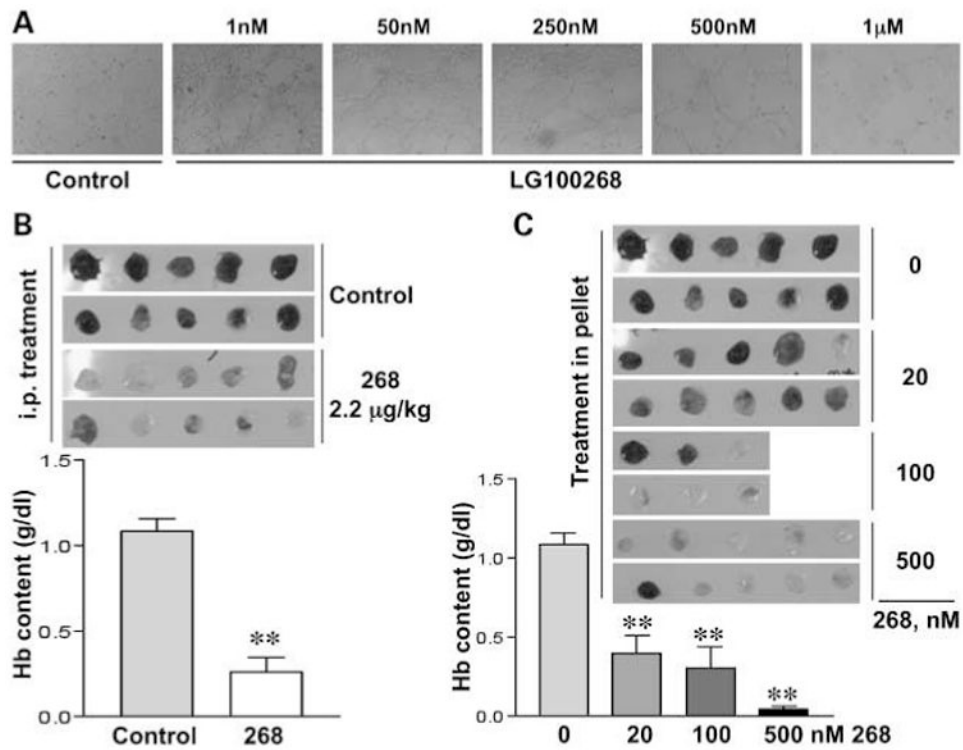 A
1nM 50nM 250nM 500nM 1µM
Control
LG100268
B
i.p. treatment
Control
268
2.2 µg/kg
Hb content (g/dl)
1.5
1.0
0.5
0.0
**
Control 268
C
Treatment in pellet
0
20
100
500
268, nM
Hb content (g/dl)
1.5
1.0
0.5
0.0
**
**
**
0 20 100 500 nM 268